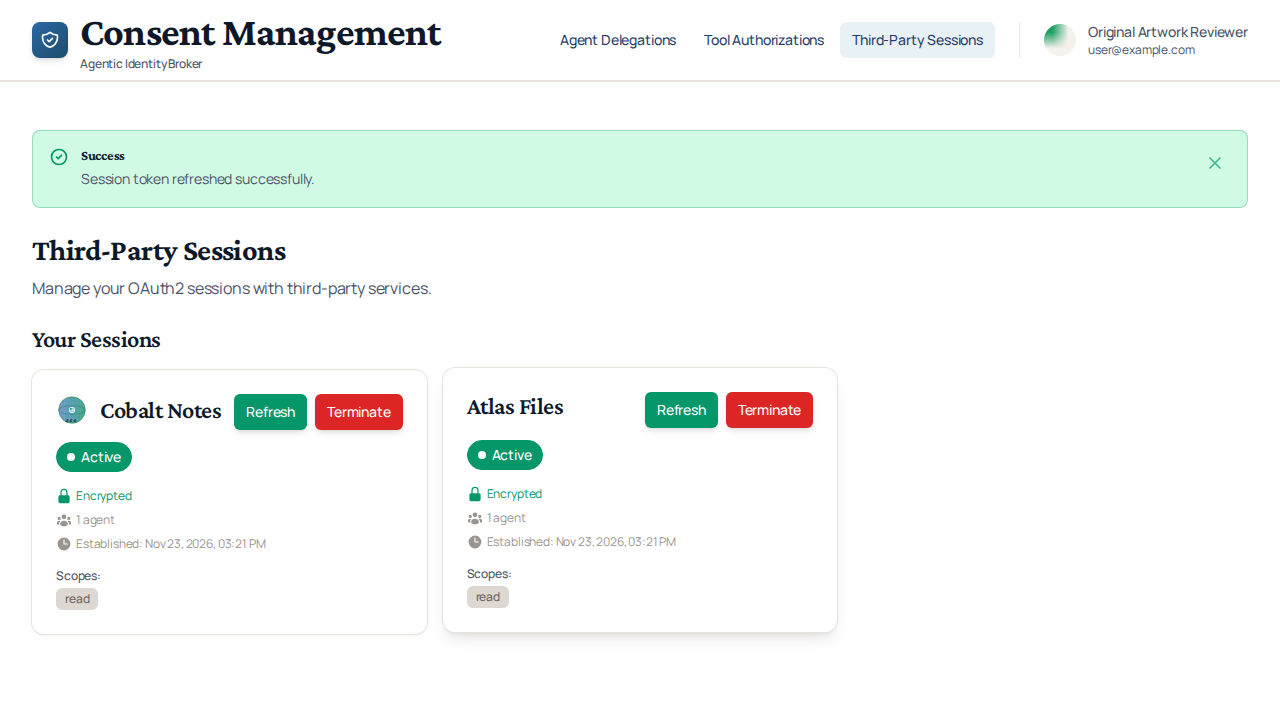 Consent Management
Agentic IdentityBroker
Agent Delegations
Tool Authorizations
Third-Party Sessions
Original Artwork Reviewer
user@example.com
Success
Session token refreshed successfully.
Third-Party Sessions
Manage your OAuth2 sessions with third-party services.
Your Sessions
Cobalt Notes
Refresh
Terminate
Active
Encrypted
1 agent
Established: Nov 23, 2026, 03:21 PM
Scopes:
read
Atlas Files
Refresh
Terminate
Active
Encrypted
1 agent
Established: Nov 23, 2026, 03:21 PM
Scopes:
read